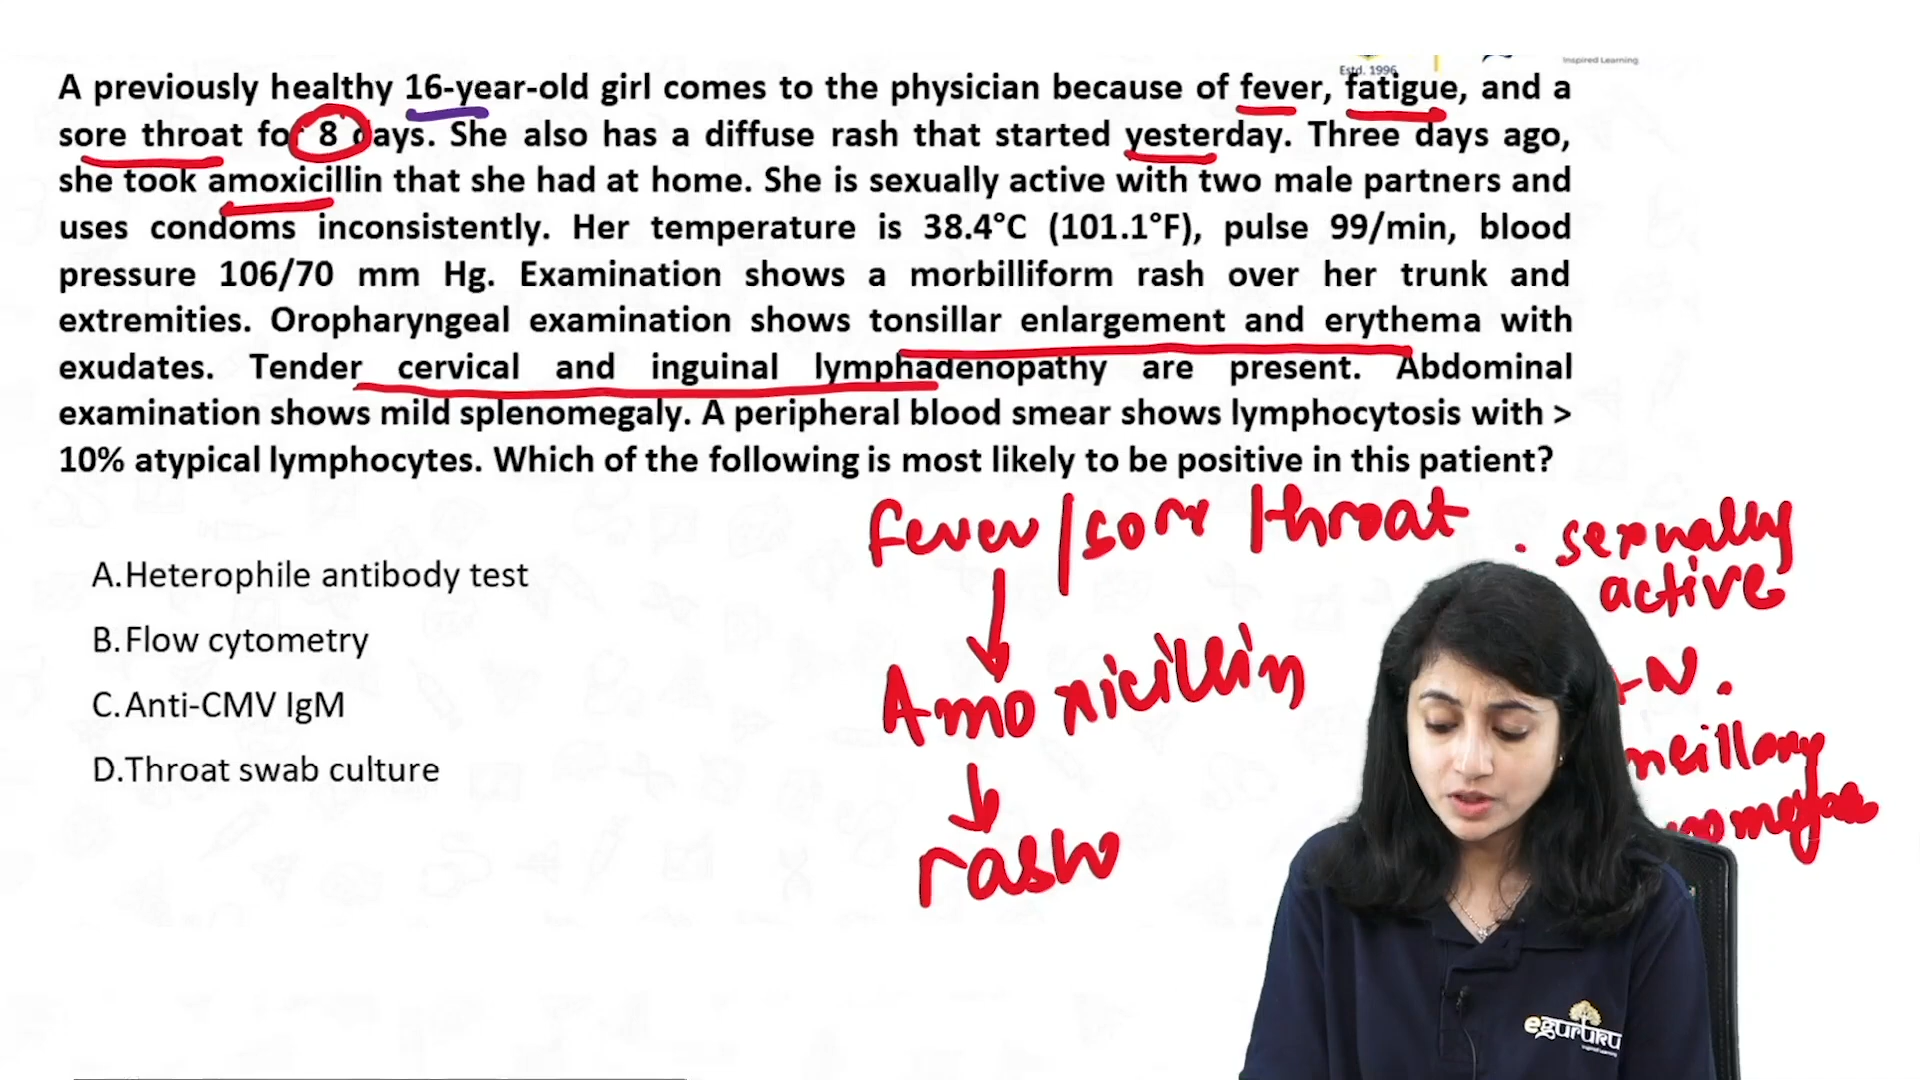 Estd. 1996
Inspired Learning
A previously healthy 16-year-old girl comes to the physician because of fever, fatigue, and a
sore throat for 8 days. She also has a diffuse rash that started yesterday. Three days ago,
she took amoxicillin that she had at home. She is sexually active with two male partners and
uses condoms inconsistently. Her temperature is 38.4°C (101.1°F), pulse 99/min, blood
pressure 106/70 mm Hg. Examination shows a morbilliform rash over her trunk and
extremities. Oropharyngeal examination shows tonsillar enlargement and erythema with
exudates. Tender cervical and inguinal lymphadenopathy are present. Abdominal
examination shows mild splenomegaly. A peripheral blood smear shows lymphocytosis with >
10% atypical lymphocytes. Which of the following is most likely to be positive in this patient?
A.Heterophile antibody test
B.Flow cytometry
C.Anti-CMV IgM
D.Throat swab culture
Fever / sore throat
Amoxicillin
rash
. sexually
active
N.
eguruku